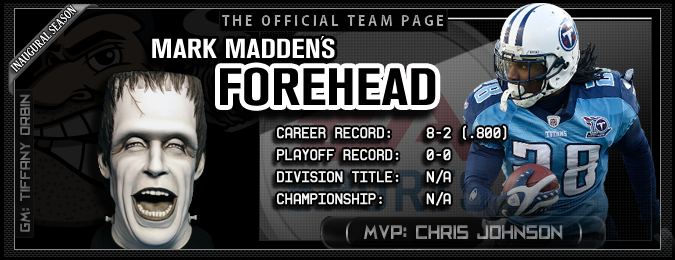 INAUGURAL SEASON
THE OFFICIAL TEAM PAGE
MARK MADDEN'S
FOREHEAD
CAREER RECORD: 8-2 (.800)
PLAYOFF RECORD: 0-0
DIVISION TITLE: N/A
CHAMPIONSHIP: N/A
MVP: CHRIS JOHNSON
GM: TIFFANY ORBIN
TITANS
28
28